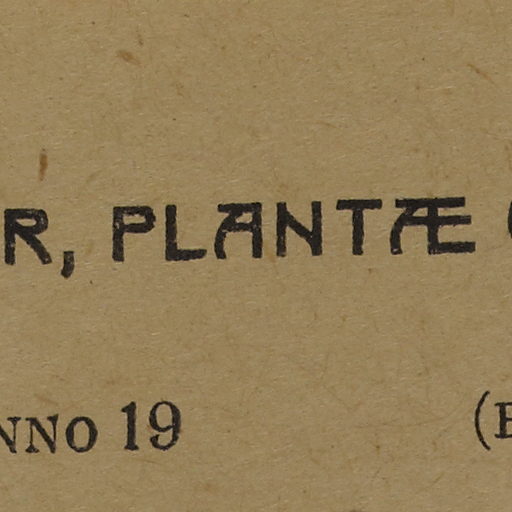 R, PLANTÆ
NNO 19 (